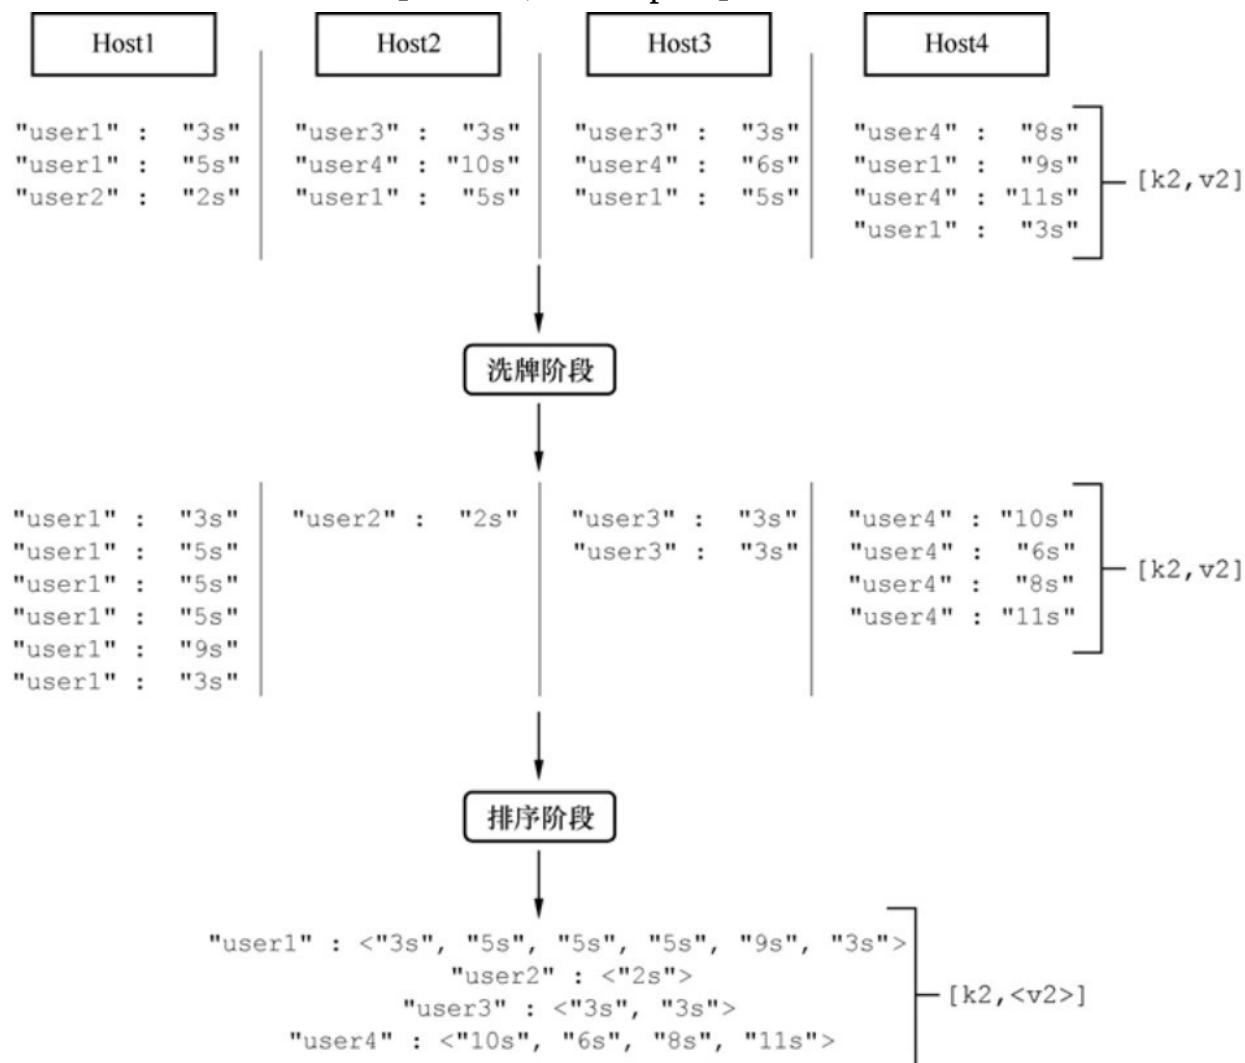 Host1 Host2 Host3 Host4
"user1" : "3s" "user3" : "3s" "user3" : "3s" "user4" : "8s"
"user1" : "5s" "user4" : "10s" "user4" : "6s" "user1" : "9s"
"user2" : "2s" "user1" : "5s" "user1" : "5s" "user4" : "11s"
"user1" : "3s"
[k2,v2]
洗牌阶段
"user1" : "3s" "user2" : "2s" "user3" : "3s" "user4" : "10s"
"user1" : "5s" "user3" : "3s" "user4" : "6s"
"user1" : "5s" "user4" : "8s"
"user1" : "5s" "user4" : "11s"
"user1" : "9s"
"user1" : "3s"
[k2,v2]
排序阶段
"user1" : <"3s", "5s", "5s", "5s", "9s", "3s">
"user2" : <"2s">
"user3" : <"3s", "3s">
"user4" : <"10s", "6s", "8s", "11s">
[k2,<v2>]